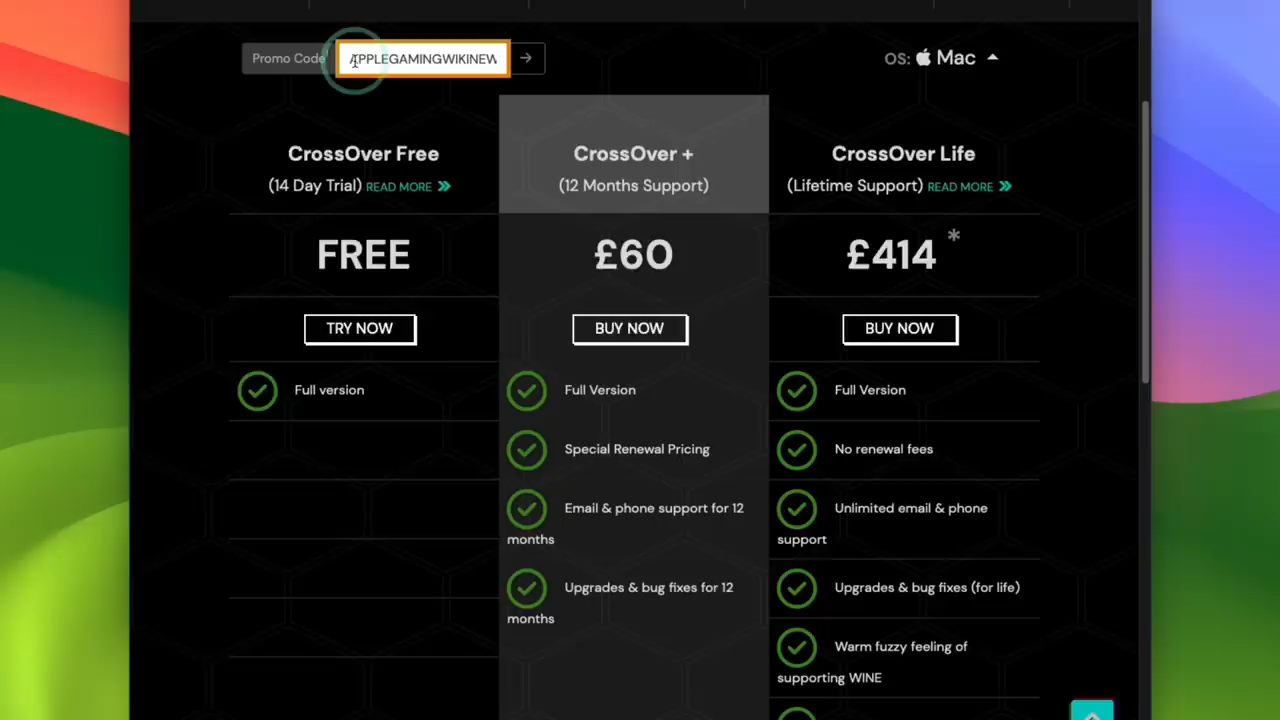 Promo Code APPLEGAMINGWIKINEW
OS: Mac
CrossOver Free
(14 Day Trial) READ MORE
FREE
TRY NOW
Full version
CrossOver +
(12 Months Support)
£60
BUY NOW
Full Version
Special Renewal Pricing
Email & phone support for 12
months
Upgrades & bug fixes for 12
months
CrossOver Life
(Lifetime Support) READ MORE
£414 *
BUY NOW
Full Version
No renewal fees
Unlimited email & phone
support
Upgrades & bug fixes (for life)
Warm fuzzy feeling of
supporting WINE